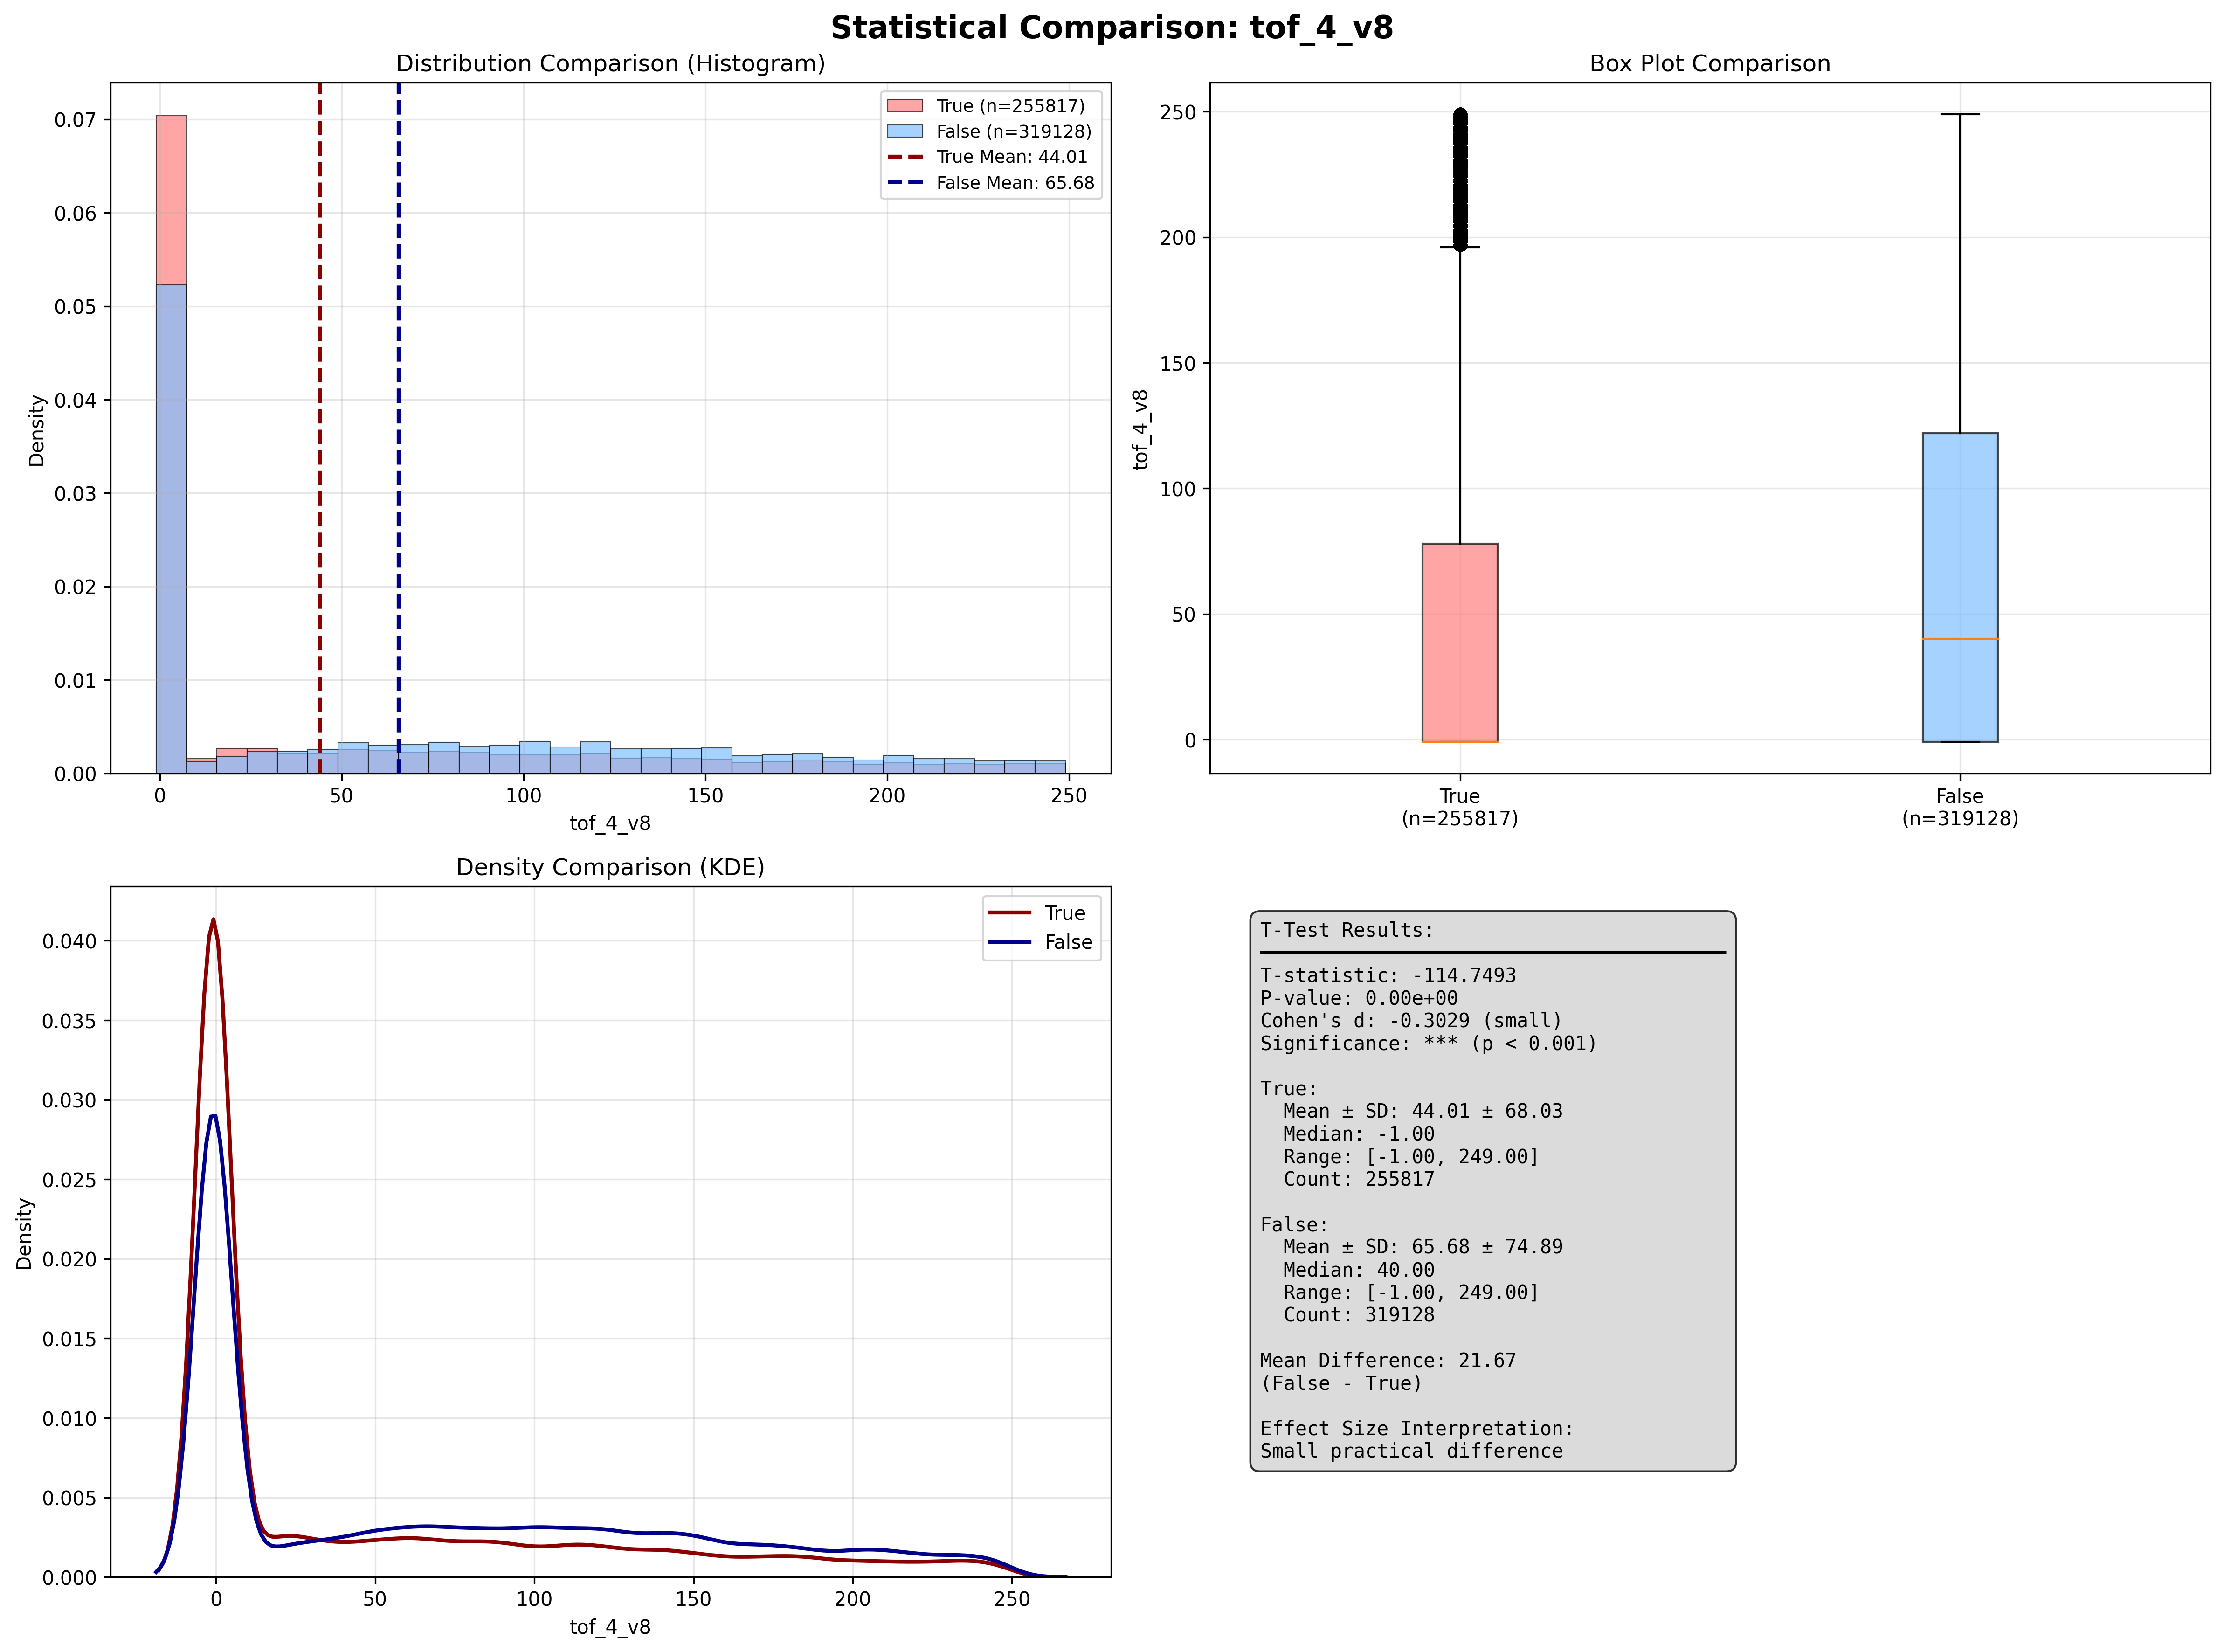 Statistical Comparison: tof_4_v8
Distribution Comparison (Histogram)
0.07
0.06
0.05
0.04
0.03
0.02
0.01
0.00
Density
0
50
100
150
200
250
tof_4_v8
True (n=255817)
False (n=319128)
True Mean: 44.01
False Mean: 65.68
Box Plot Comparison
250
200
150
100
50
0
tof_4_v8
True
(n=255817)
False
(n=319128)
Density Comparison (KDE)
0.040
0.035
0.030
0.025
0.020
0.015
0.010
0.005
0.000
Density
0
50
100
150
200
250
tof_4_v8
True
False
T-Test Results:
T-statistic: -114.7493
P-value: 0.00e+00
Cohen's d: -0.3029 (small)
Significance: *** (p < 0.001)
True:
Mean ± SD: 44.01 ± 68.03
Median: -1.00
Range: [-1.00, 249.00]
Count: 255817
False:
Mean ± SD: 65.68 ± 74.89
Median: 40.00
Range: [-1.00, 249.00]
Count: 319128
Mean Difference: 21.67
(False - True)
Effect Size Interpretation:
Small practical difference